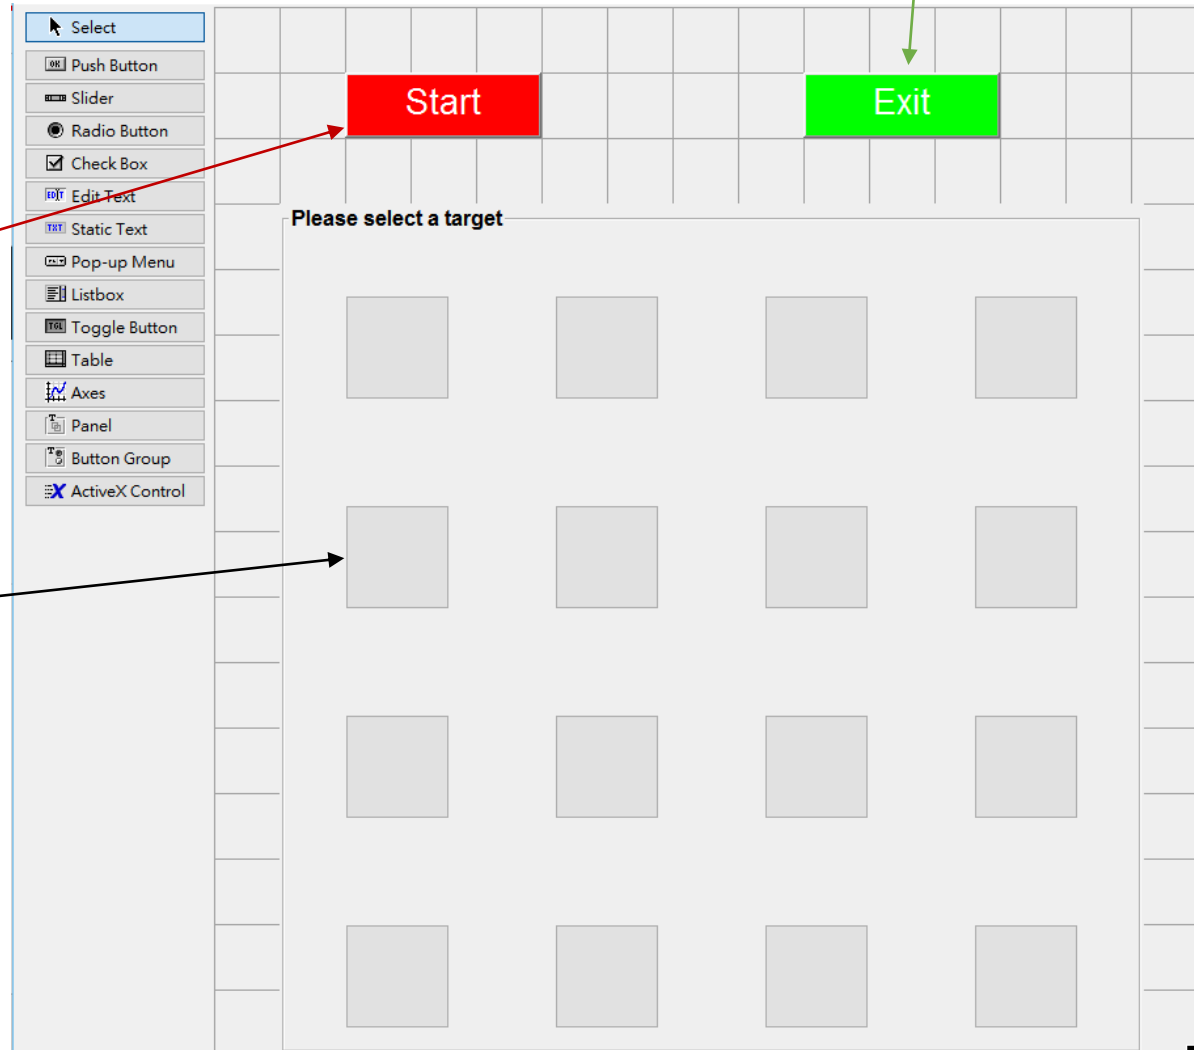 Select
Push Button
Slider
Radio Button
Check Box
Edit Text
Static Text
Pop-up Menu
Listbox
Toggle Button
Table
Axes
Panel
Button Group
ActiveX Control
Start
Exit
Please select a target